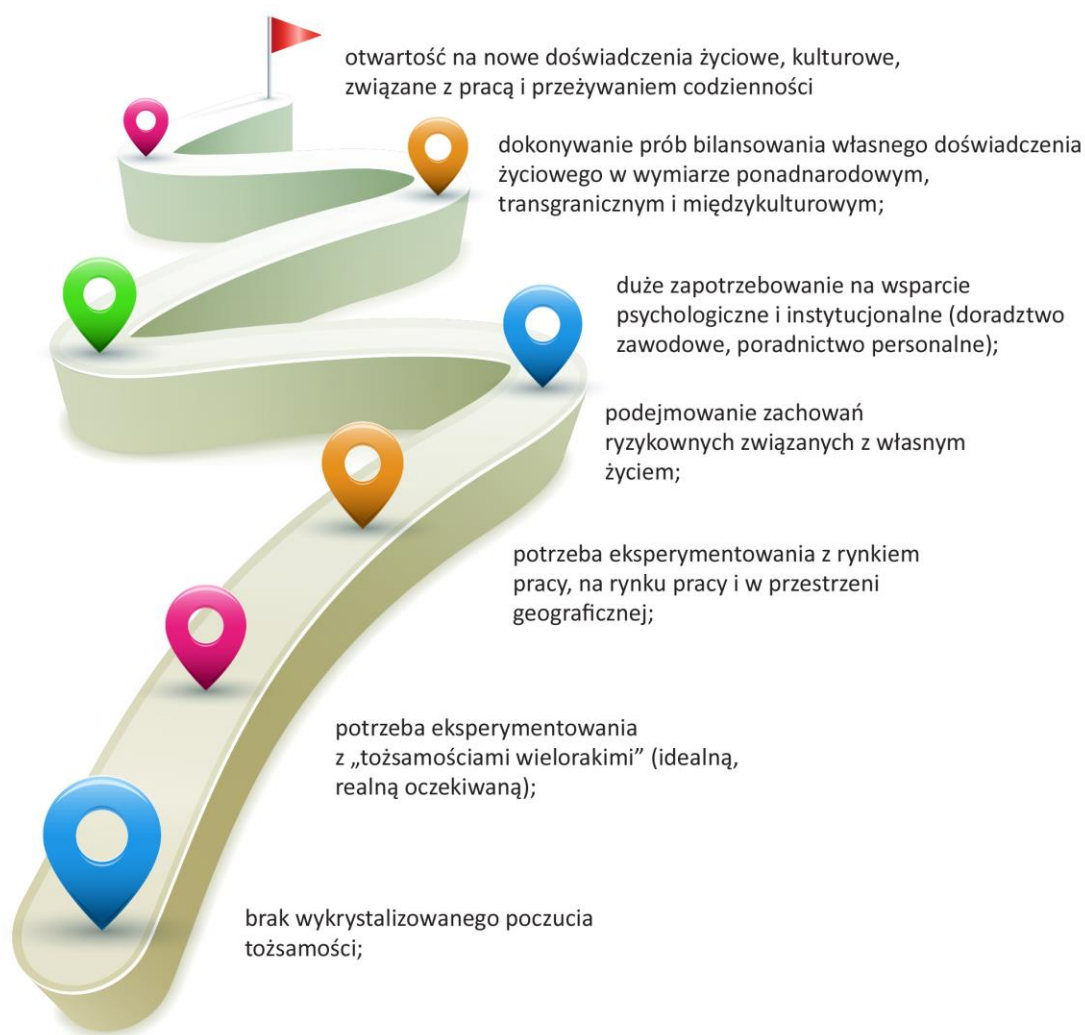 otwartość na nowe doświadczenia życiowe, kulturowe,
związane z pracą i przeżywaniem codzienności
dokonywanie prób bilansowania własnego doświadczenia
życiowego w wymiarze ponadnarodowym,
transgranicznym i międzykulturowym;
duże zapotrzebowanie na wsparcie
psychologiczne i instytucjonalne (doradztwo
zawodowe, poradnictwo personalne);
podejmowanie zachowań
ryzykownych związanych z własnym
życiem;
potrzeba eksperymentowania z rynkiem
pracy, na rynku pracy i w przestrzeni
geograficznej;
potrzeba eksperymentowania
z „tożsamościami wielorakimi” (idealną,
realną oczekiwaną);
brak wykrystalizowanego poczucia
tożsamości;